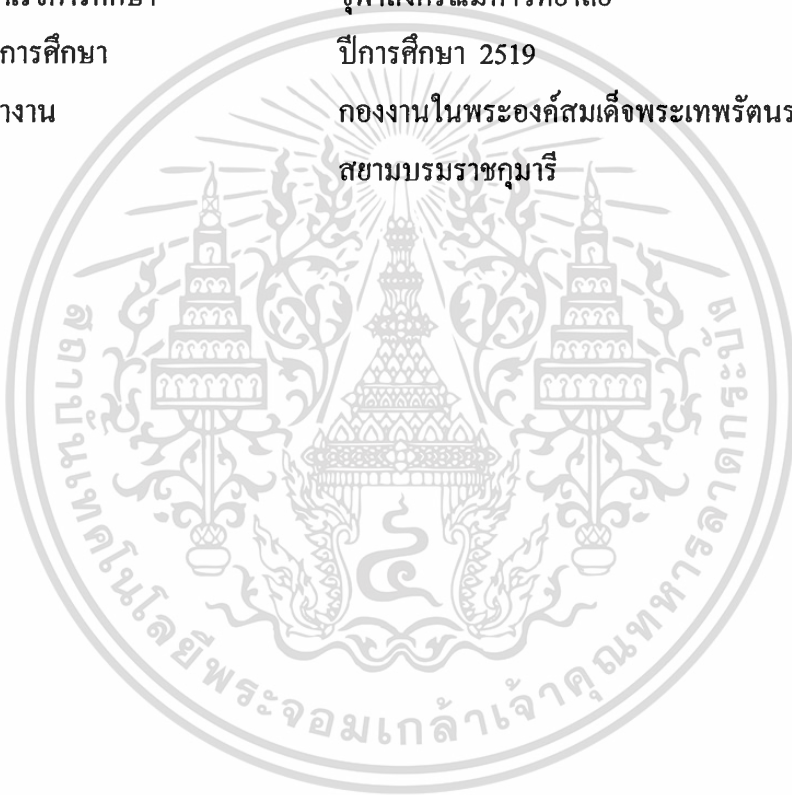 ปีการศึกษา 2519
กองงานในพระองค์สมเด็จพระเทพรัตนร
สยามบรมราชกุมารี
การศึกษา
างาน
สถาบันเทคโนโลยีพระจอมเกล้าเจ้าคุณทหารลาดกระบัง